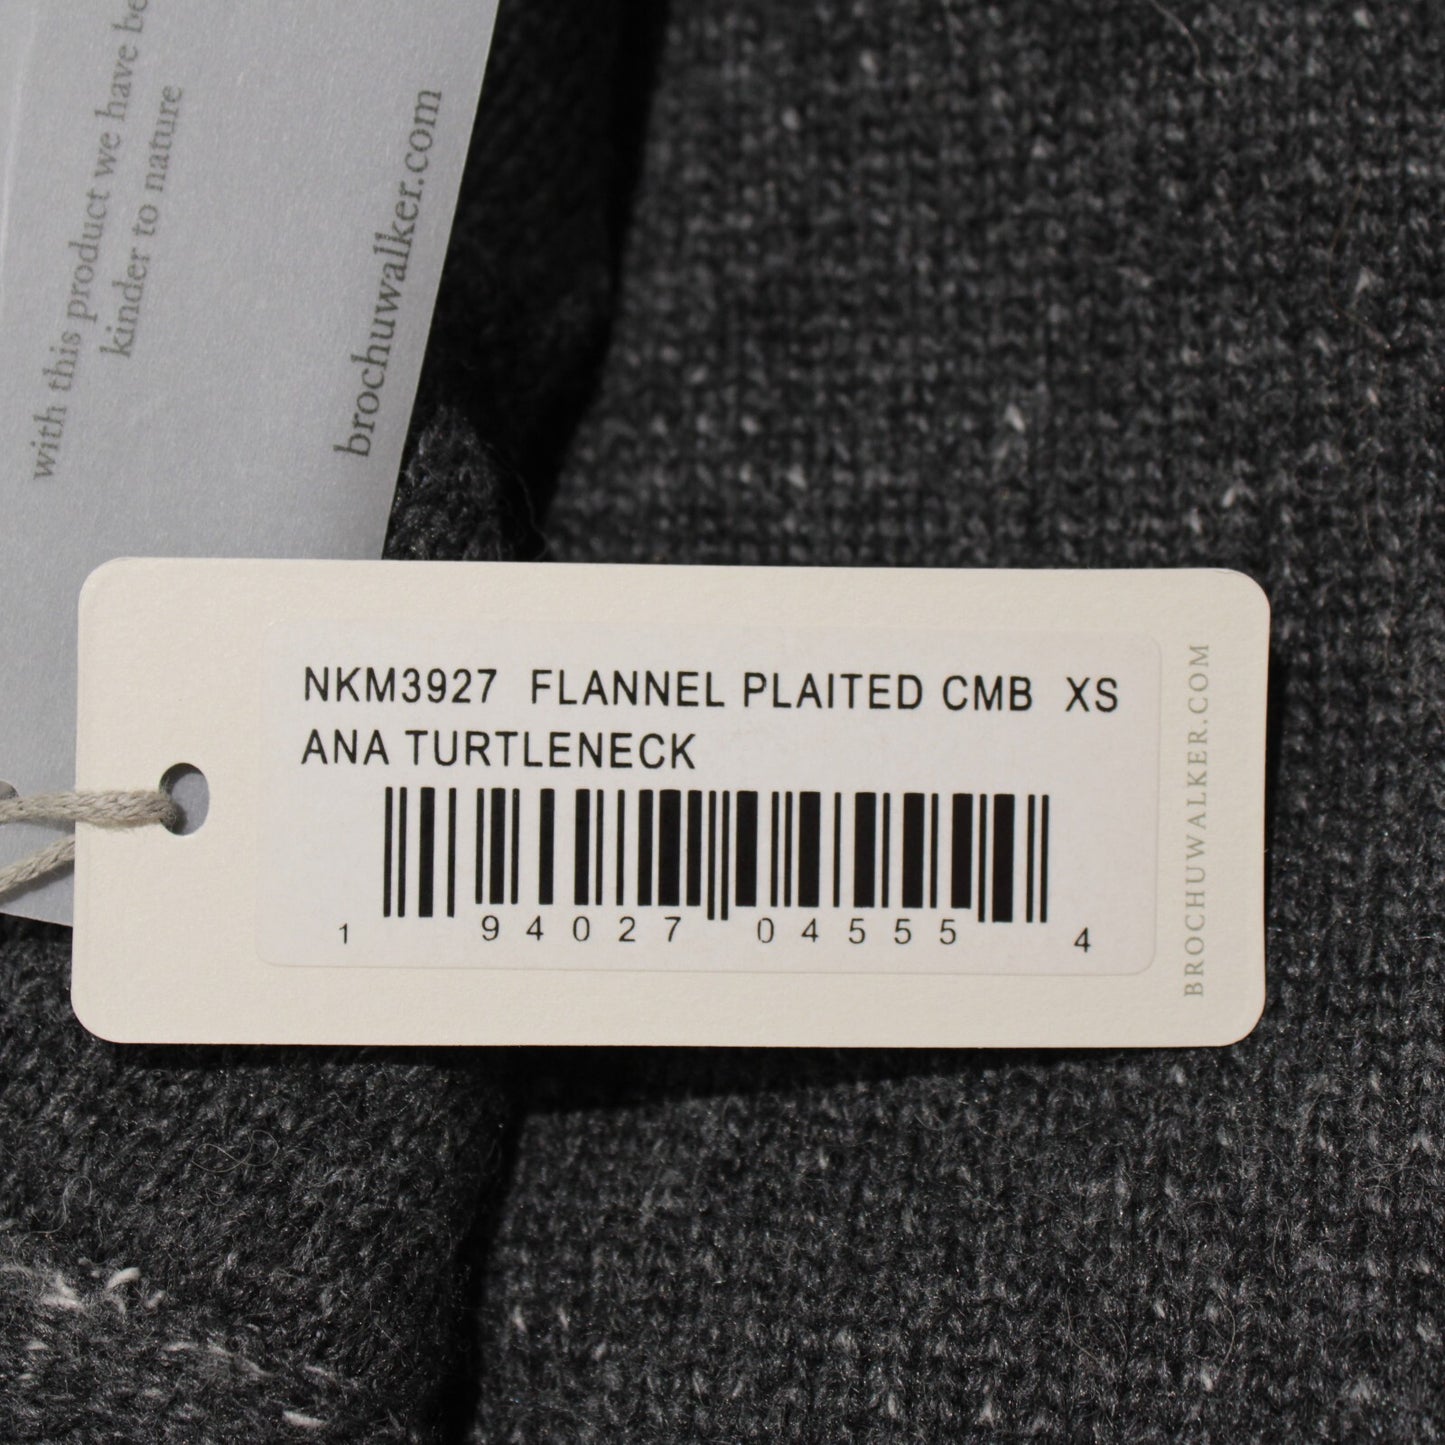 with this product we have be
kinder to nature
brochuwalker.com
NKM3927 FLANNEL PLAITED CMB XS
ANA TURTLENECK
1 94027 04555 4
BROCHUWALKER.COM